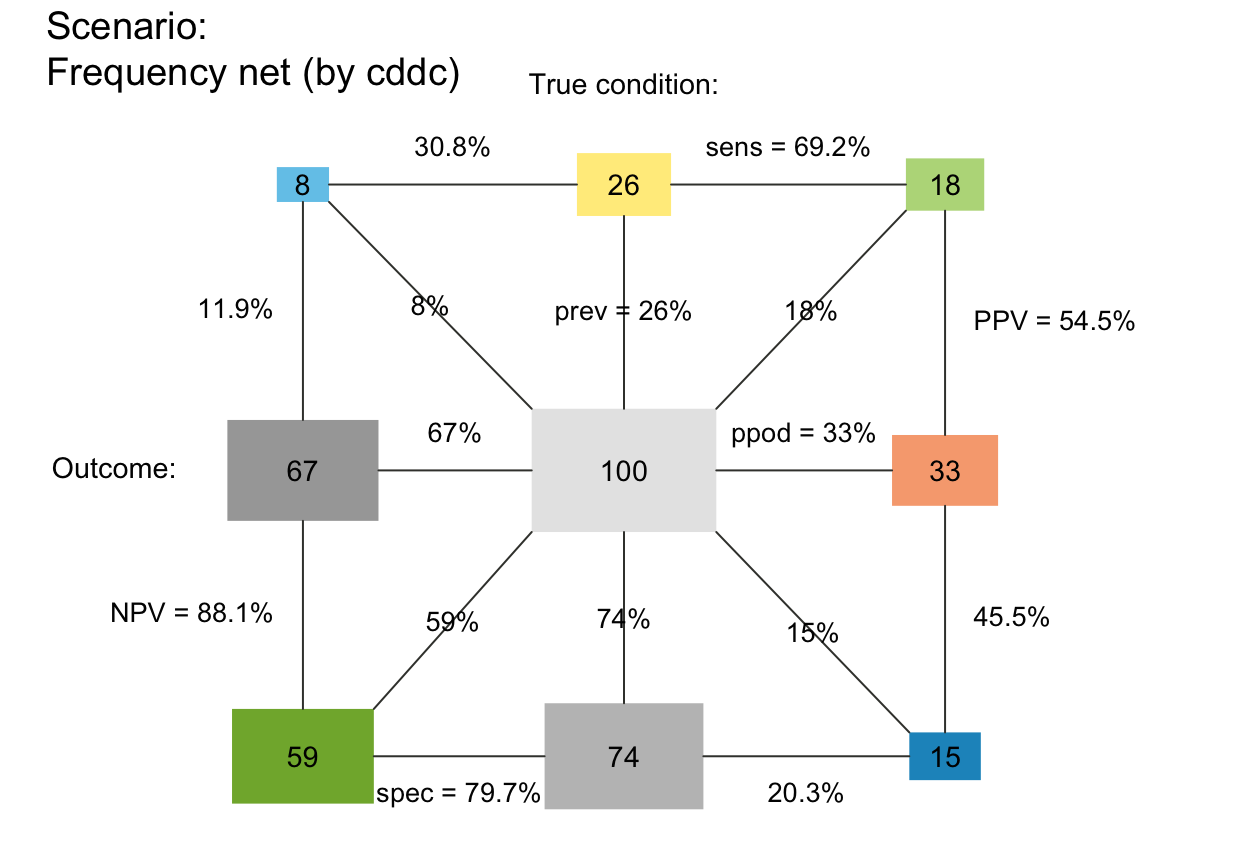 Scenario:
Frequency net (by cddc)
True condition:
30.8%
sens = 69.2%
8
26
18
11.9%
8%
prev = 26%
18%
PPV = 54.5%
67%
ppod = 33%
Outcome:
67
100
33
NPV = 88.1%
59%
74%
15%
45.5%
59
74
15
spec = 79.7%
20.3%